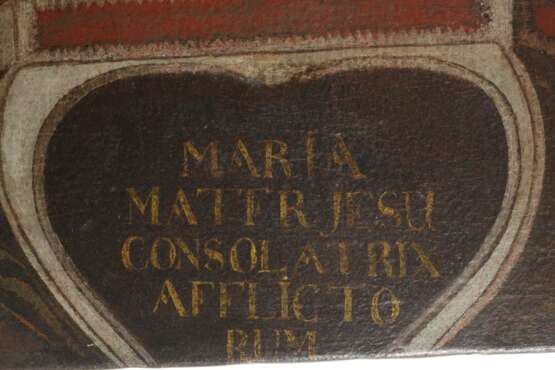 MARIA
MATER JESU
CONSOLATRIX
AFFLICTO
RUM